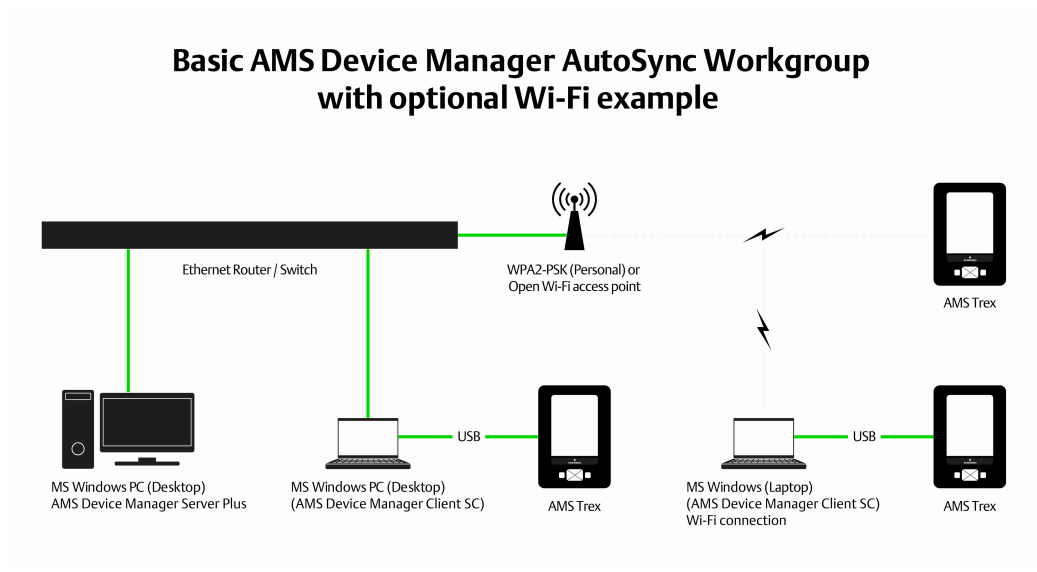 Basic AMS Device Manager AutoSync Workgroup
with optional Wi-Fi example
Ethernet Router / Switch
WPA2-PSK (Personal) or
Open Wi-Fi access point
AMS Trex
USB
USB
MS Windows PC (Desktop)
AMS Device Manager Server Plus
MS Windows PC (Desktop)
(AMS Device Manager Client SC)
AMS Trex
MS Windows (Laptop)
(AMS Device Manager Client SC)
Wi-Fi connection
AMS Trex